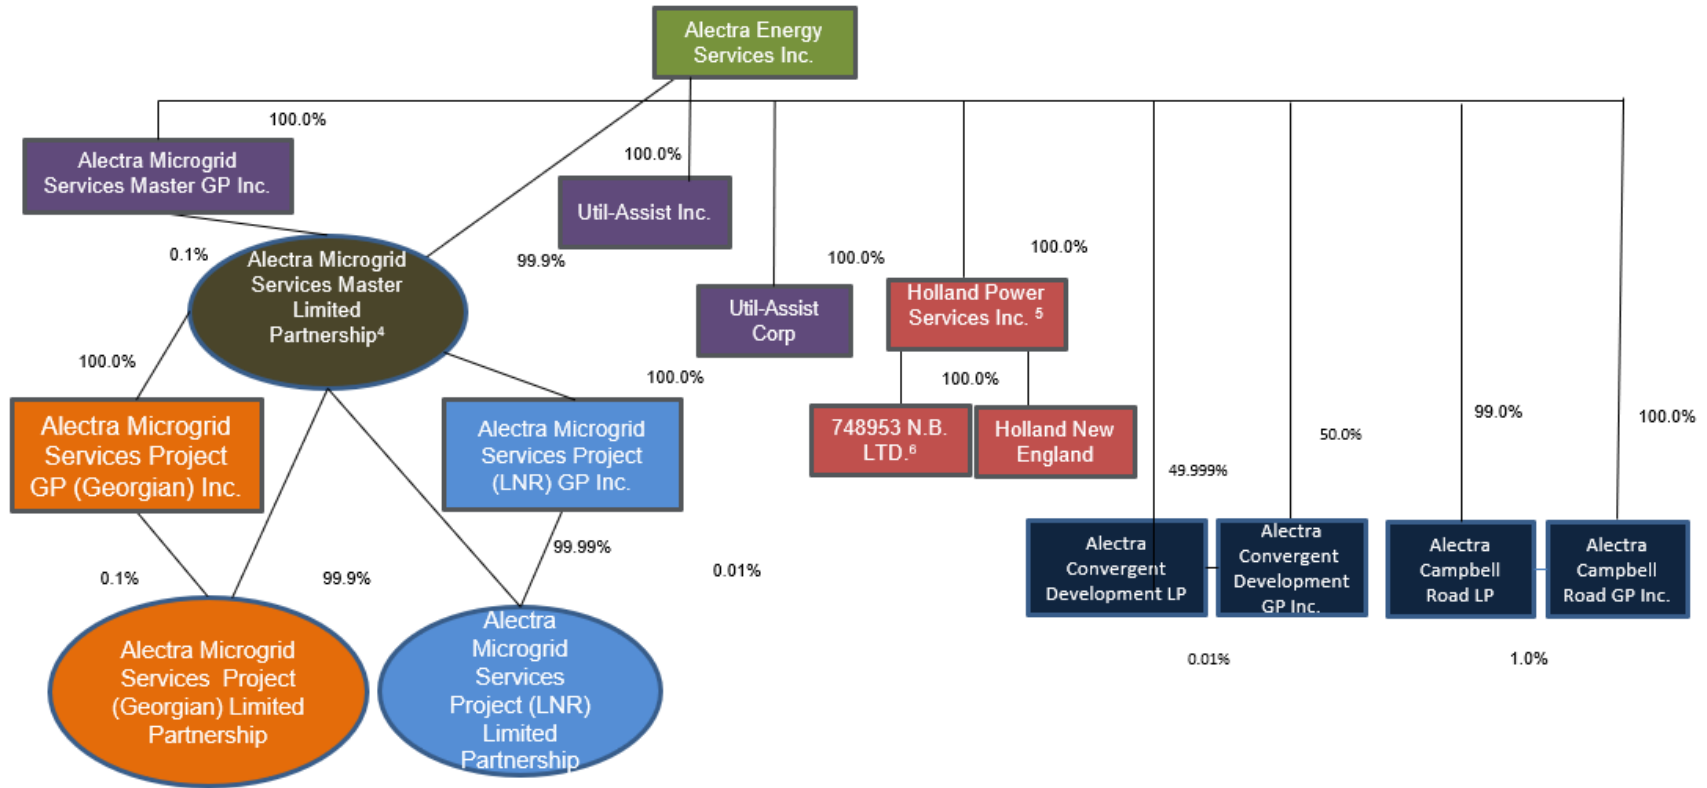 Alectra Energy
Services Inc.
100.0%
Alectra Microgrid
Services Master GP Inc.
100.0%
Util-Assist Inc.
0.1%
Alectra Microgrid
Services Master
Limited
Partnership⁴
99.9%
100.0%
Util-Assist
Corp
100.0%
Holland Power
Services Inc. ⁵
100.0%
748953 N.B.
LTD.⁶
Holland New
England
100.0%
Alectra Microgrid
Services Project
GP (Georgian) Inc.
100.0%
Alectra Microgrid
Services Project
(LNR) GP Inc.
0.1%
99.9%
99.99%
0.01%
Alectra Microgrid
Services Project
(Georgian) Limited
Partnership
Alectra
Microgrid
Services
Project (LNR)
Limited
Partnership
49.999%
50.0%
99.0%
100.0%
Alectra
Convergent
Development LP
Alectra
Convergent
Development
GP Inc.
Alectra
Campbell
Road LP
Alectra
Campbell
Road GP Inc.
0.01%
1.0%